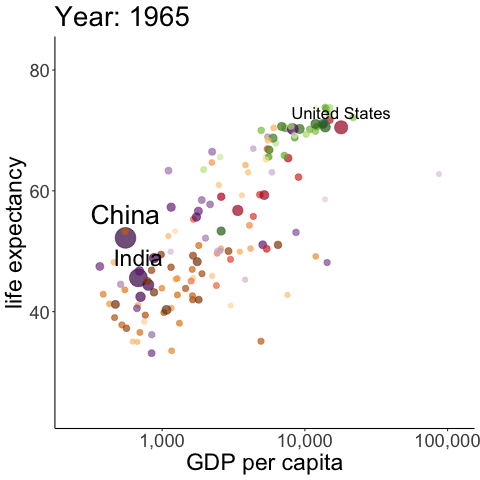 Year: 1965
80
United States
life expectancy
60
China
India
40
1,000
10,000
100,000
GDP per capita